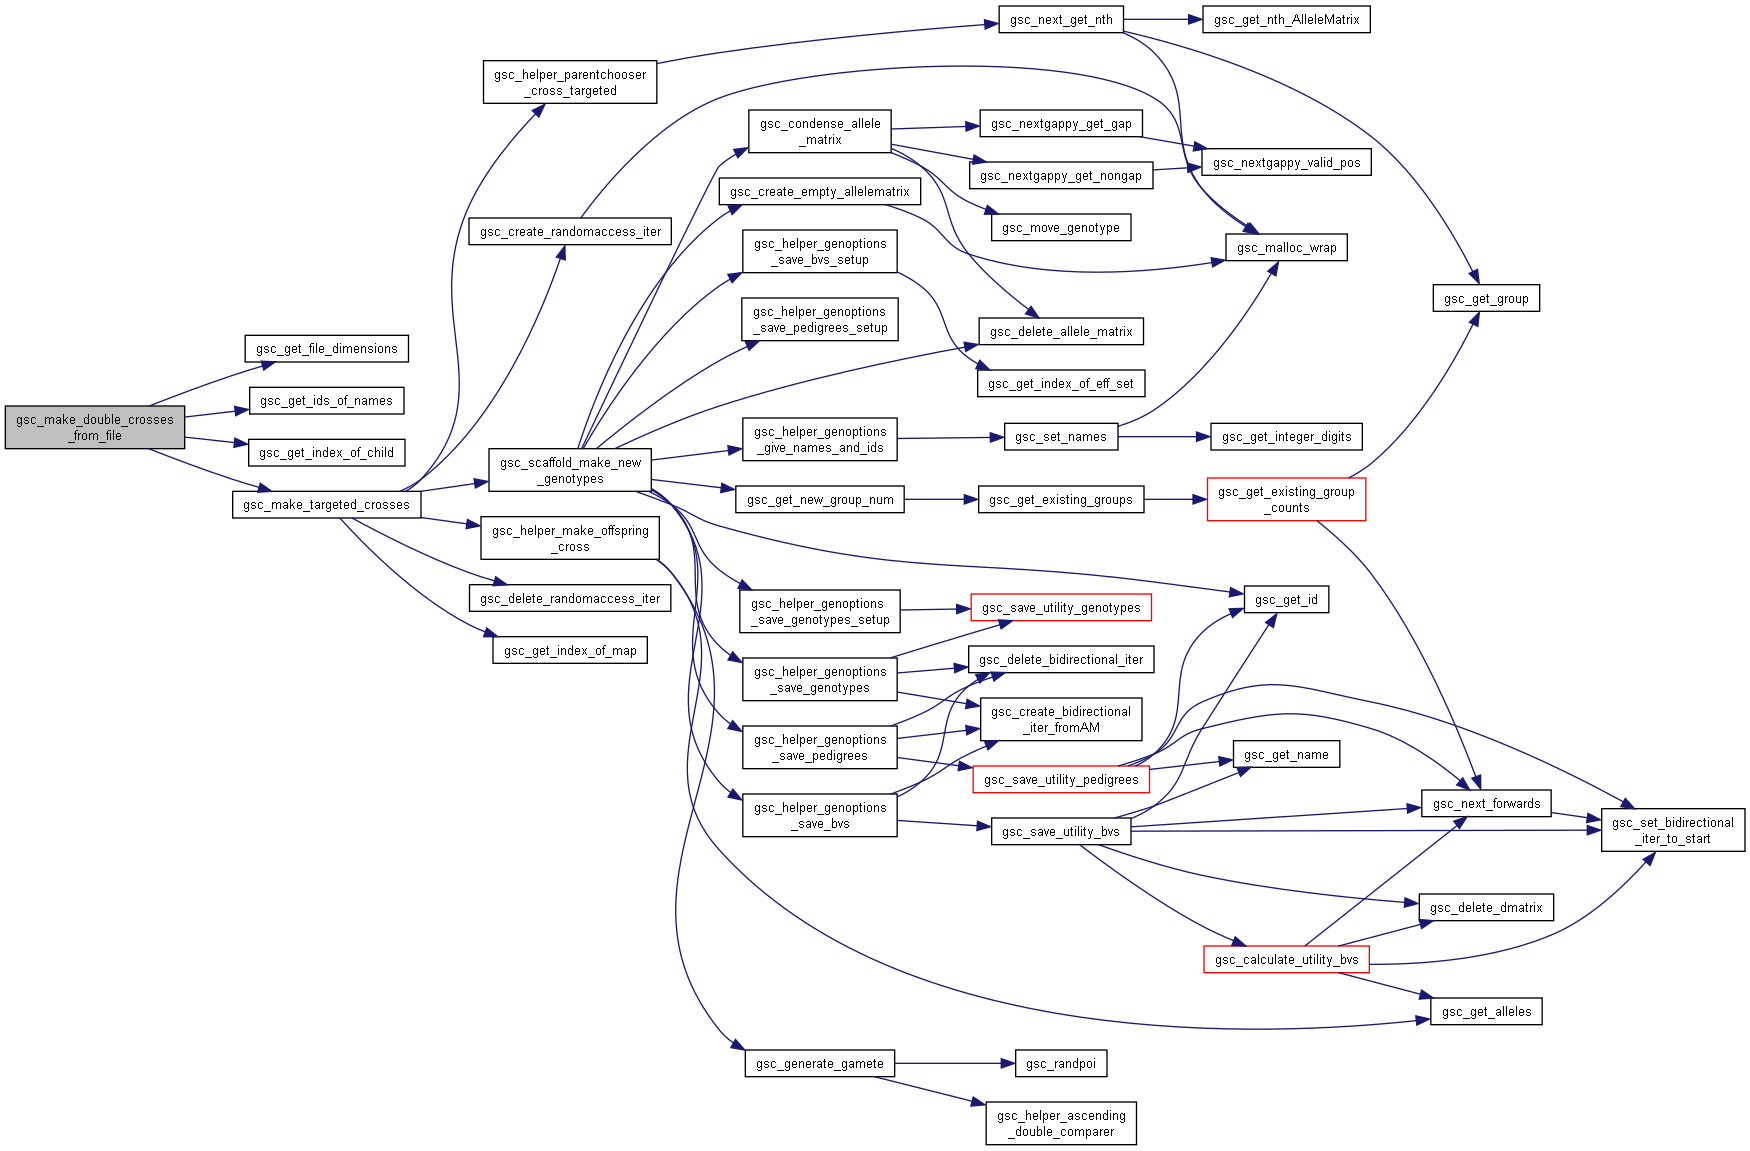 gsc_make_double_crosses
_from_file
gsc_get_file_dimensions
gsc_get_ids_of_names
gsc_get_index_of_child
gsc_make_targeted_crosses
gsc_helper_parentchooser
_cross_targeted
gsc_create_randomaccess_iter
gsc_scaffold_make_new
_genotypes
gsc_helper_make_offspring
_cross
gsc_delete_randomaccess_iter
gsc_get_index_of_map
gsc_condense_allele
_matrix
gsc_create_empty_allelematrix
gsc_helper_genoptions
_save_bvs_setup
gsc_helper_genoptions
_save_pedigrees_setup
gsc_helper_genoptions
_give_names_and_ids
gsc_get_new_group_num
gsc_helper_genoptions
_save_genotypes_setup
gsc_helper_genoptions
_save_genotypes
gsc_helper_genoptions
_save_pedigrees
gsc_helper_genoptions
_save_bvs
gsc_generate_gamete
gsc_next_get_nth
gsc_nextgappy_get_gap
gsc_nextgappy_get_nongap
gsc_move_genotype
gsc_delete_allele_matrix
gsc_get_index_of_eff_set
gsc_set_names
gsc_get_existing_groups
gsc_save_utility_genotypes
gsc_delete_bidirectional_iter
gsc_create_bidirectional
_iter_fromAM
gsc_save_utility_pedigrees
gsc_save_utility_bvs
gsc_randpoi
gsc_helper_ascending
_double_comparer
gsc_get_nth_AlleleMatrix
gsc_nextgappy_valid_pos
gsc_malloc_wrap
gsc_get_integer_digits
gsc_get_existing_group
_counts
gsc_get_id
gsc_get_name
gsc_calculate_utility_bvs
gsc_get_group
gsc_next_forwards
gsc_delete_dmatrix
gsc_get_alleles
gsc_set_bidirectional
_iter_to_start